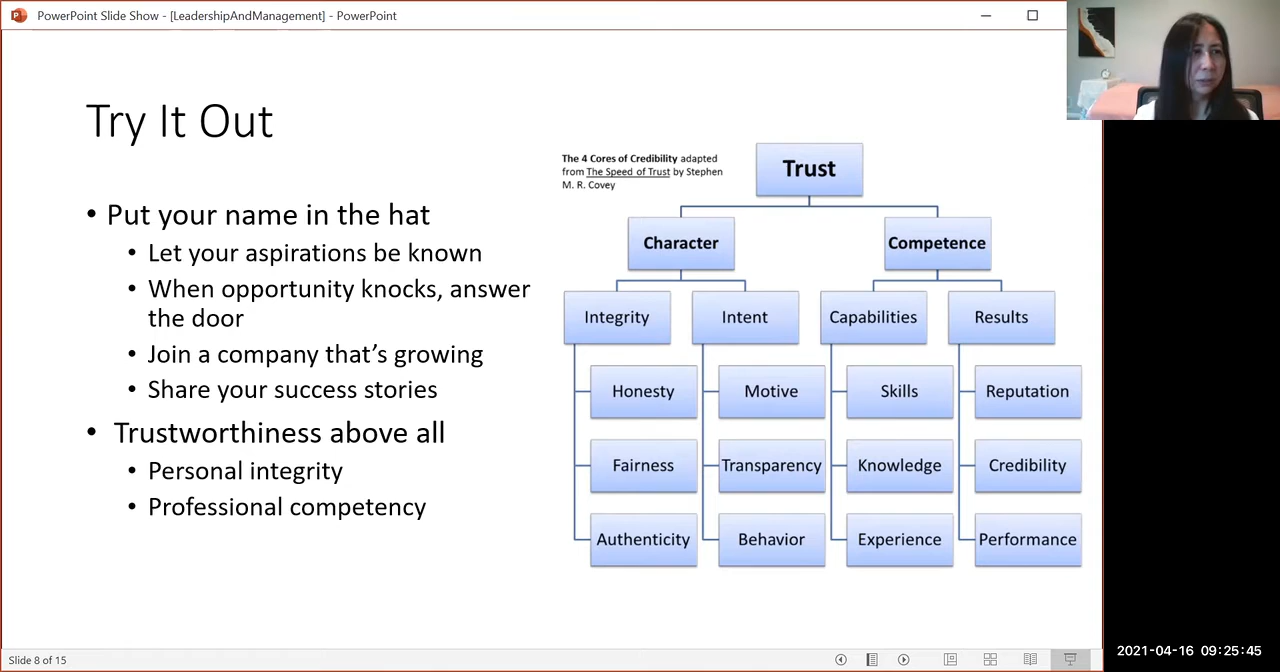 PowerPoint Slide Show - [LeadershipAndManagement] - PowerPoint
Try It Out
• Put your name in the hat
• Let your aspirations be known
• When opportunity knocks, answer
the door
• Join a company that’s growing
• Share your success stories
• Trustworthiness above all
• Personal integrity
• Professional competency
The 4 Cores of Credibility adapted
from The Speed of Trust by Stephen
M. R. Covey
Trust
Character
Competence
Integrity
Intent
Capabilities
Results
Honesty
Motive
Skills
Reputation
Fairness
Transparency
Knowledge
Credibility
Authenticity
Behavior
Experience
Performance
Slide 8 of 15
2021-04-16 09:25:45